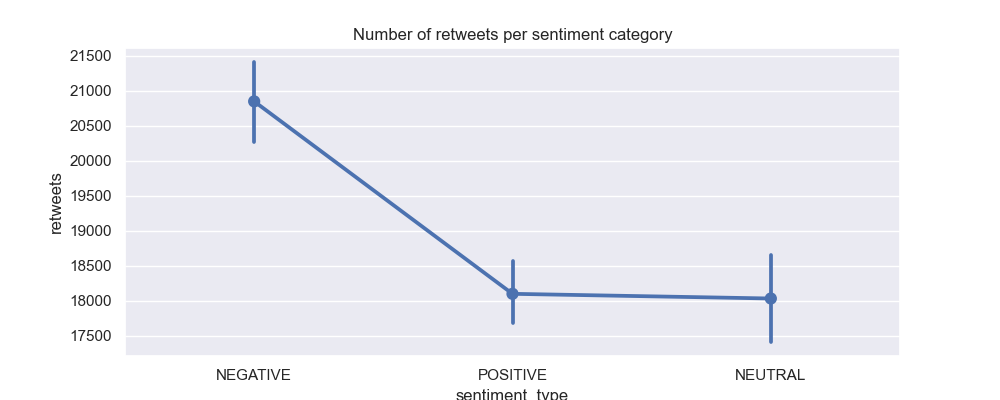 Number of retweets per sentiment category
21500
21000
20500
20000
19500
19000
18500
18000
17500
retweets
NEGATIVE
POSITIVE
NEUTRAL
sentiment_type